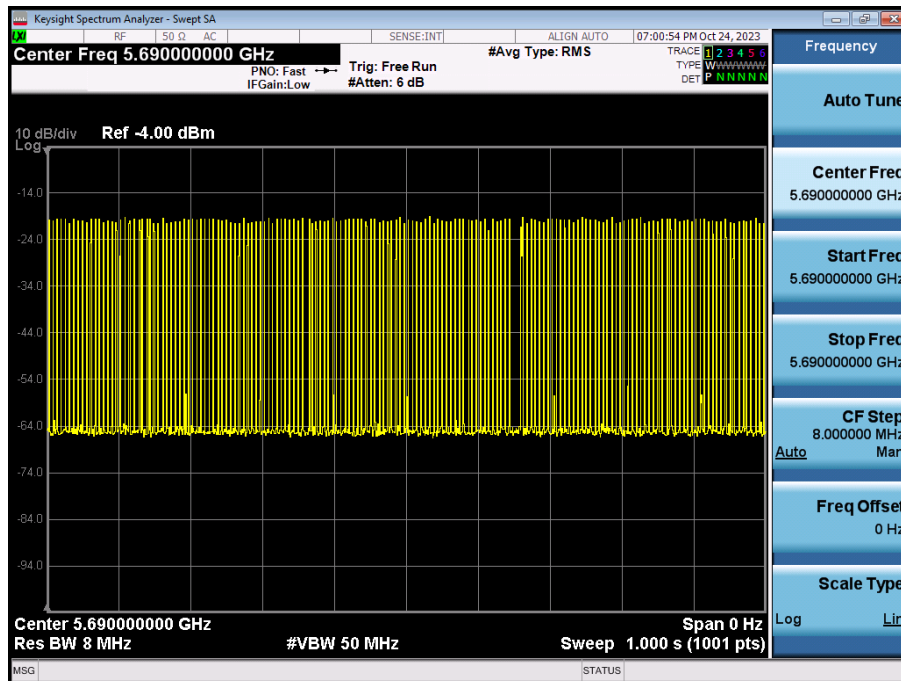 Keysight Spectrum Analyzer - Swept SA
LXI RF 50 Ω AC SENSE:INT ALIGN AUTO 07:00:54 PM Oct 24, 2023
Center Freq 5.690000000 GHz
PNO: Fast
IFGain:Low
Trig: Free Run
#Atten: 6 dB
#Avg Type: RMS
TRACE 1 2 3 4 5 6
TYPE WWWWWW
DET P N N N N N
10 dB/div Ref -4.00 dBm
Log
-14.0
-24.0
-34.0
-44.0
-54.0
-64.0
-74.0
-84.0
-94.0
Center 5.690000000 GHz Span 0 Hz
Res BW 8 MHz #VBW 50 MHz Sweep 1.000 s (1001 pts)
MSG STATUS
Frequency
Auto Tune
Center Freq
5.690000000 GHz
Start Freq
5.690000000 GHz
Stop Freq
5.690000000 GHz
CF Step
8.000000 MHz
Auto Man
Freq Offset
0 Hz
Scale Type
Log Lin